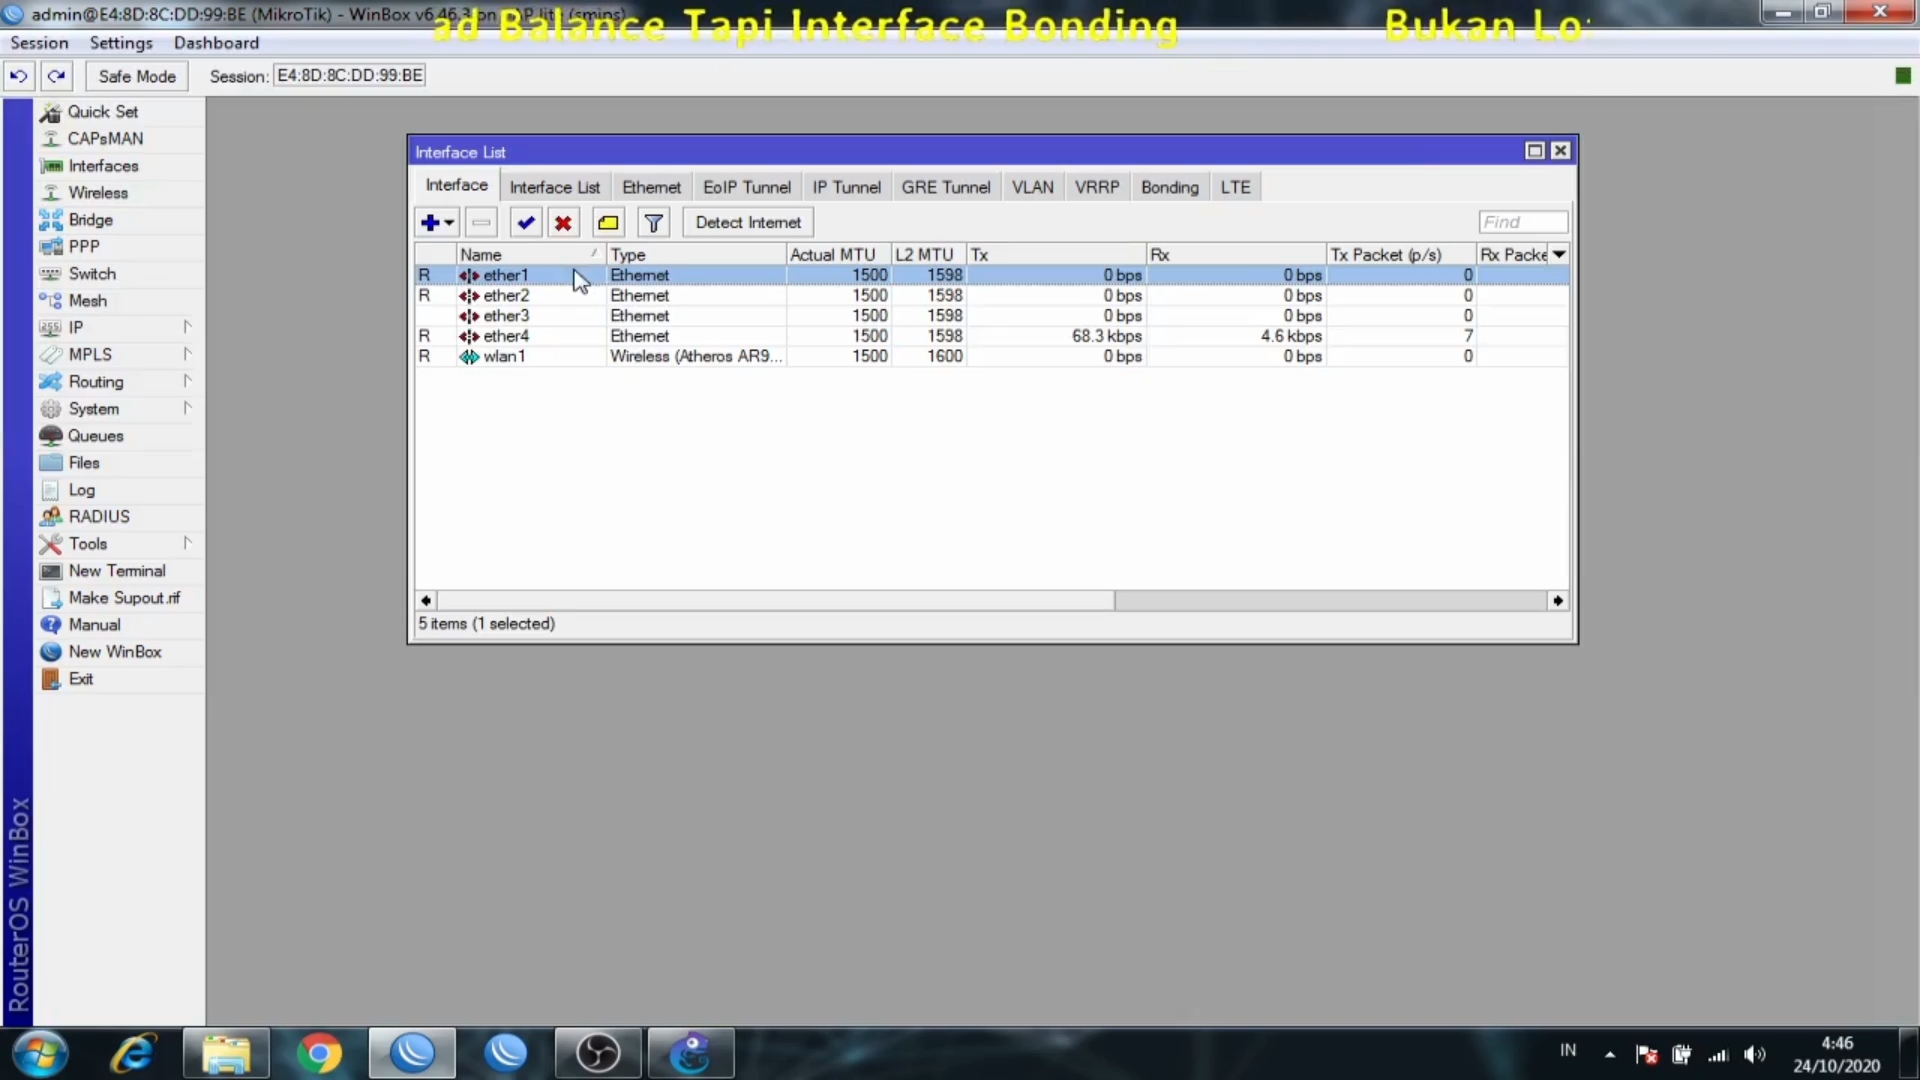 admin@E4:8D:8C:DD:99:BE (MikroTik) - WinBox v6.46.3 on hAP lite (smips)
ad Balance Tapi Interface Bonding
Bukan Lo
Session Settings Dashboard
Safe Mode Session: E4:8D:8C:DD:99:BE
Quick Set
CAPsMAN
Interfaces
Wireless
Bridge
PPP
Switch
Mesh
IP
MPLS
Routing
System
Queues
Files
Log
RADIUS
Tools
New Terminal
Make Supout.rif
Manual
New WinBox
Exit
RouterOS WinBox
Interface List
Interface Interface List Ethernet EoIP Tunnel IP Tunnel GRE Tunnel VLAN VRRP Bonding LTE
Detect Internet Find
Name Type Actual MTU L2 MTU Tx Rx Tx Packet (p/s) Rx Packe
R ether1 Ethernet 1500 1598 0 bps 0 bps 0
R ether2 Ethernet 1500 1598 0 bps 0 bps 0
ether3 Ethernet 1500 1598 0 bps 0 bps 0
R ether4 Ethernet 1500 1598 68.3 kbps 4.6 kbps 7
R wlan1 Wireless (Atheros AR9... 1500 1600 0 bps 0 bps 0
5 items (1 selected)
IN
4:46
24/10/2020